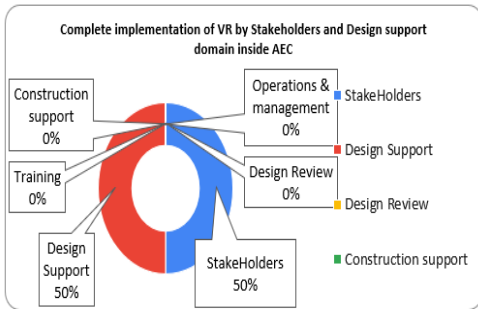 Complete implementation of VR by Stakeholders and Design support
domain inside AEC
Construction
support
0%
Operations &
management
0%
Training
0%
Design Review
0%
Design
Support
50%
StakeHolders
50%
StakeHolders
Design Support
Design Review
Construction support